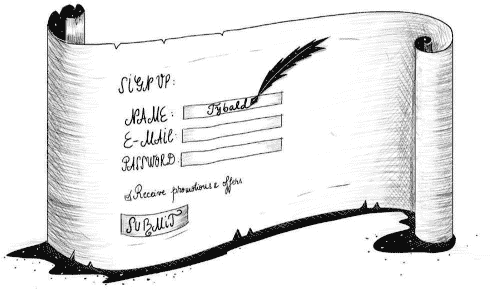 SIGN UP:
NAME: Tybald
E-MAIL:
PASSWORD:
Receive promotions & offers
SUBMIT